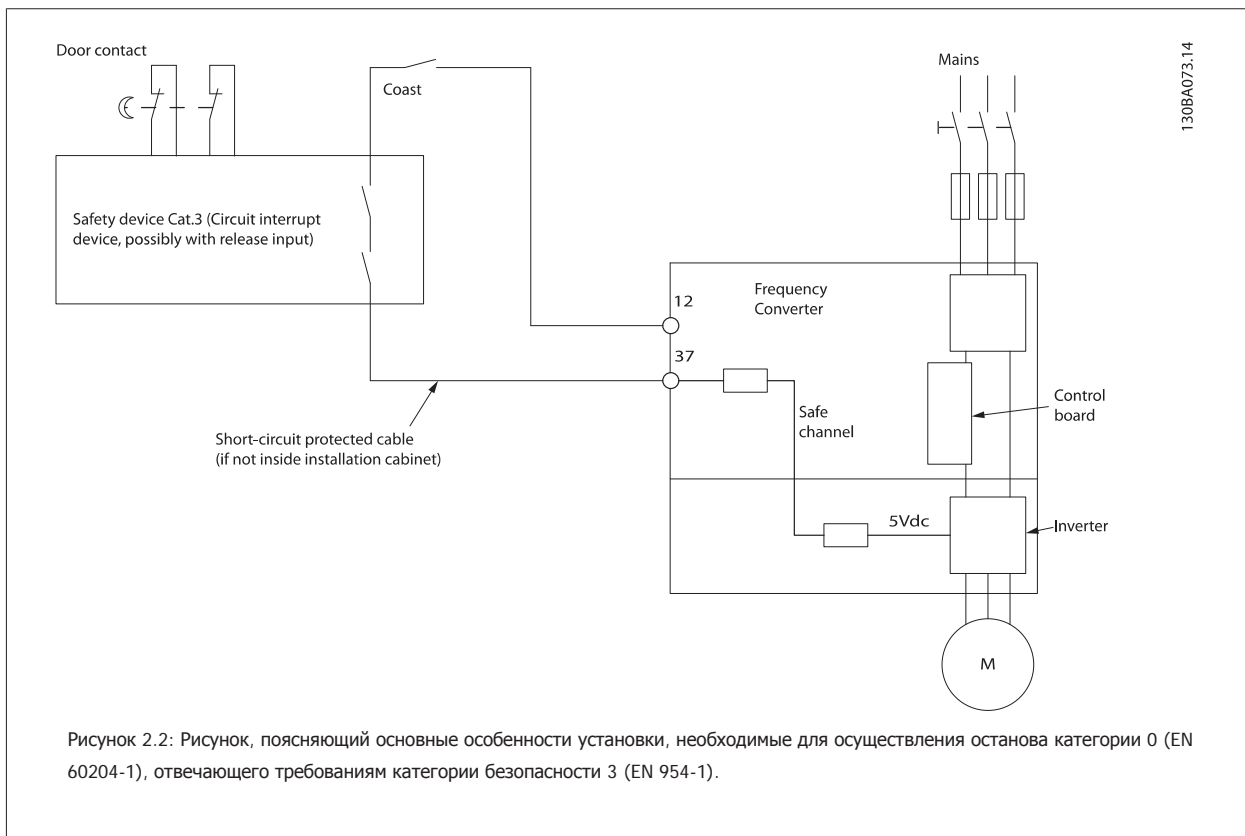 Door contact
Coast
Mains
130BA073.14
Safety device Cat.3 (Circuit interrupt
device, possibly with release input)
12
Frequency
Converter
37
Safe
channel
Control
board
Short-circuit protected cable
(if not inside installation cabinet)
5Vdc
Inverter
M
Рисунок 2.2: Рисунок, поясняющий основные особенности установки, необходимые для осуществления останова категории 0 (EN
60204-1), отвечающего требованиям категории безопасности 3 (EN 954-1).